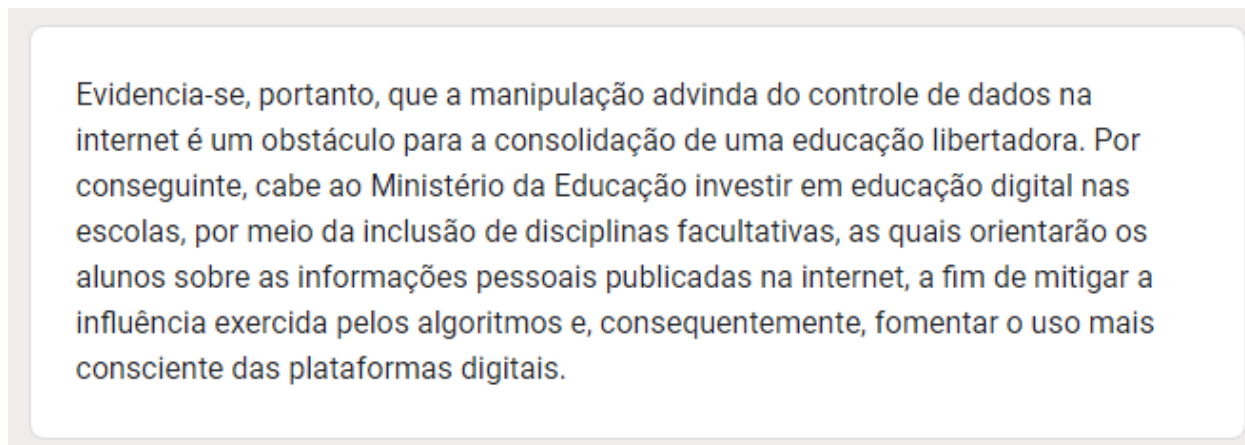 Evidencia-se, portanto, que a manipulação advinda do controle de dados na
internet é um obstáculo para a consolidação de uma educação libertadora. Por
conseguinte, cabe ao Ministério da Educação investir em educação digital nas
escolas, por meio da inclusão de disciplinas facultativas, as quais orientarão os
alunos sobre as informações pessoais publicadas na internet, a fim de mitigar a
influência exercida pelos algoritmos e, consequentemente, fomentar o uso mais
consciente das plataformas digitais.